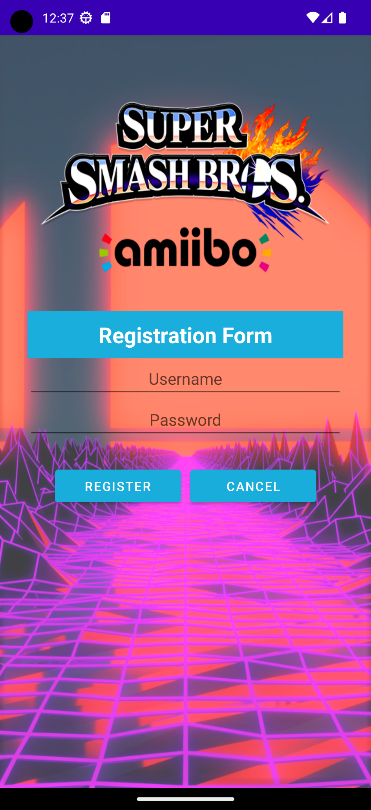 12:37
SUPER
SMASH BROS.
amiibo
Registration Form
Username
Password
REGISTER CANCEL